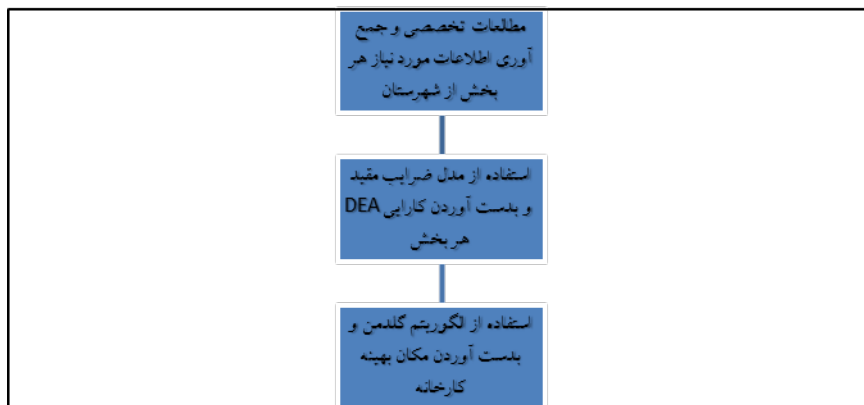 مطالعات تخصصی و جمع
آوری اطلاعات مورد نیاز هر
بخش از شهرستان
استفاده از مدل ضرایب مقید
و بدست آوردن کارایی DEA
هر بخش
استفاده از الگوریتم گلدمن و
بدست آوردن مکان بهینه
کارخانه